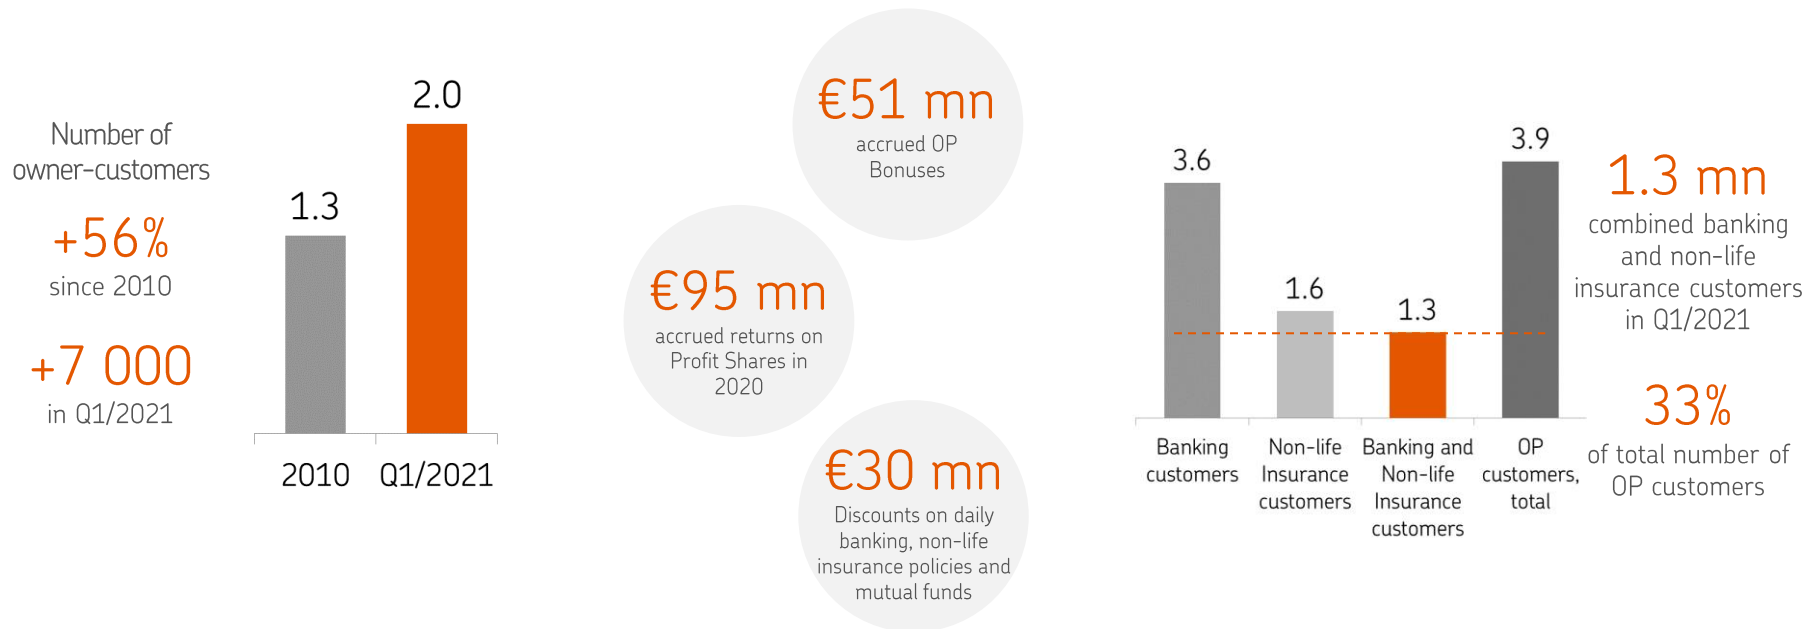 Number of
owner-customers
+56%
since 2010
+7 000
in Q1/2021
2.0
1.3
2010
Q1/2021
€51 mn
accrued OP
Bonuses
€95 mn
accrued returns on
Profit Shares in
2020
€30 mn
Discounts on daily
banking, non-life
insurance policies and
mutual funds
3.6
1.6
1.3
3.9
Banking
customers
Non-life
Insurance
customers
Banking and
Non-life
Insurance
customers
OP
customers,
total
1.3 mn
combined banking
and non-life
insurance customers
in Q1/2021
33%
of total number of
OP customers